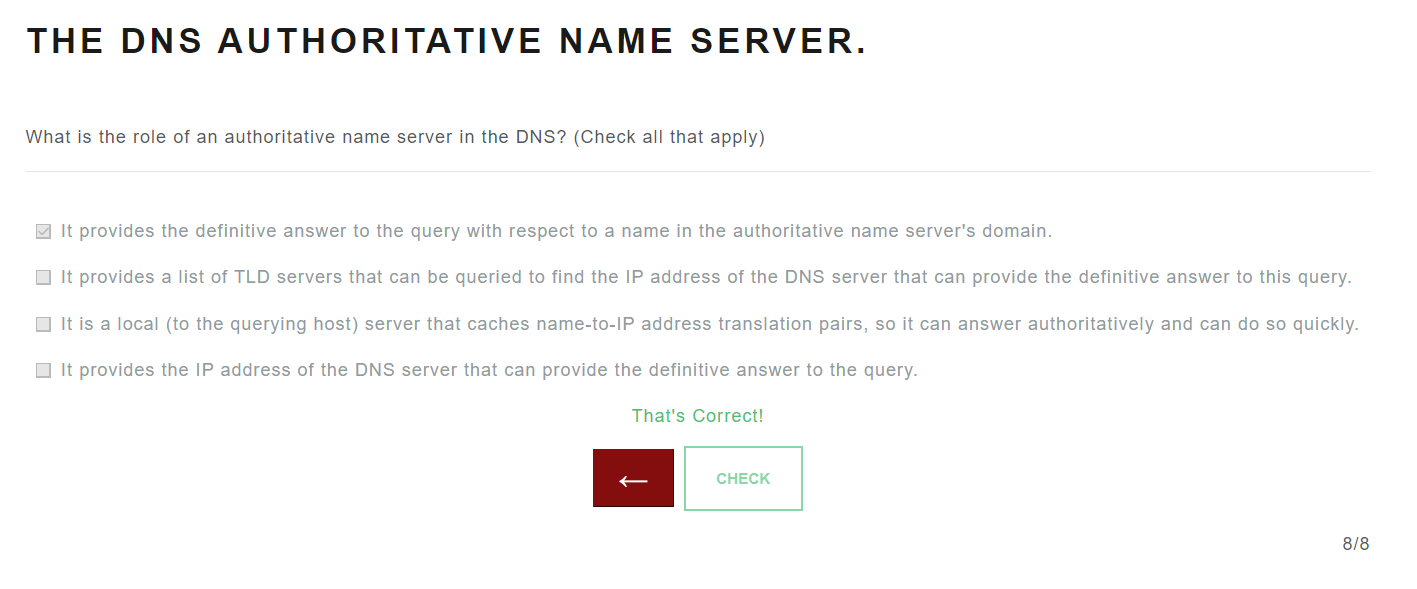 THE DNS AUTHORITATIVE NAME SERVER.
What is the role of an authoritative name server in the DNS? (Check all that apply)
It provides the definitive answer to the query with respect to a name in the authoritative name server's domain.
It provides a list of TLD servers that can be queried to find the IP address of the DNS server that can provide the definitive answer to this query.
It is a local (to the querying host) server that caches name-to-IP address translation pairs, so it can answer authoritatively and can do so quickly.
It provides the IP address of the DNS server that can provide the definitive answer to the query.
That's Correct!
CHECK
8/8